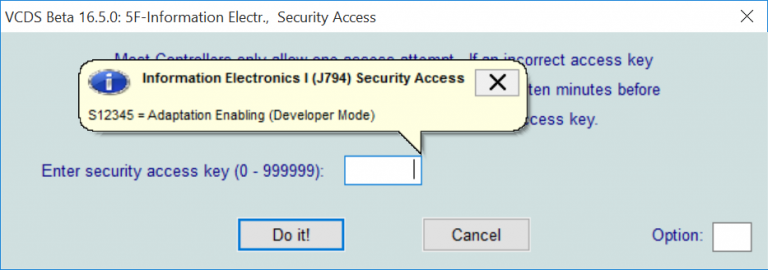 VCDS Beta 16.5.0: 5F-Information Electr., Security Access
Most Controllers only allow one access attempt. If an incorrect access key
Information Electronics I (J794) Security Access
ten minutes before
S12345 = Adaptation Enabling (Developer Mode)
access key.
Enter security access key (0 - 999999):
Do it!
Cancel
Option: